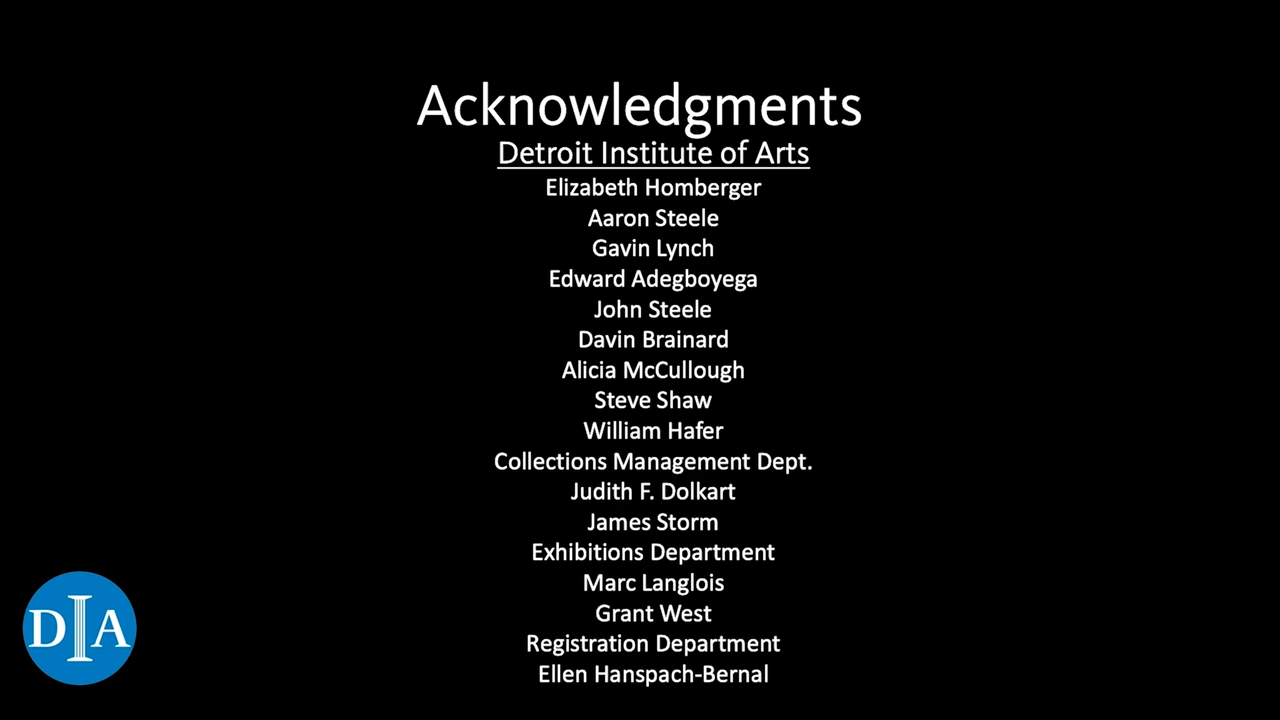 Acknowledgments
Detroit Institute of Arts
Elizabeth Homberger
Aaron Steele
Gavin Lynch
Edward Adegboyega
John Steele
Davin Brainard
Alicia McCullough
Steve Shaw
William Hafer
Collections Management Dept.
Judith F. Dolkart
James Storm
Exhibitions Department
Marc Langlois
Grant West
Registration Department
Ellen Hanspach-Bernal
DIA